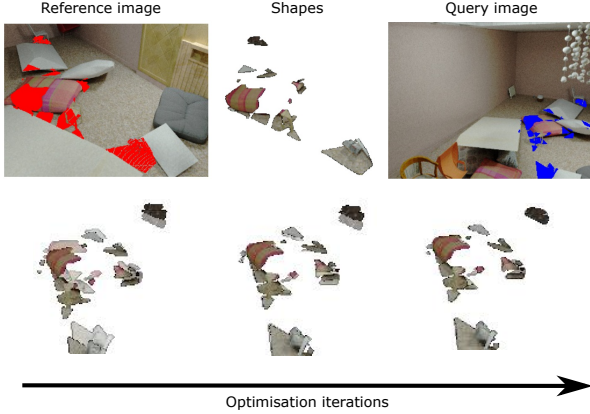 Reference image
Shapes
Query image
Optimisation iterations